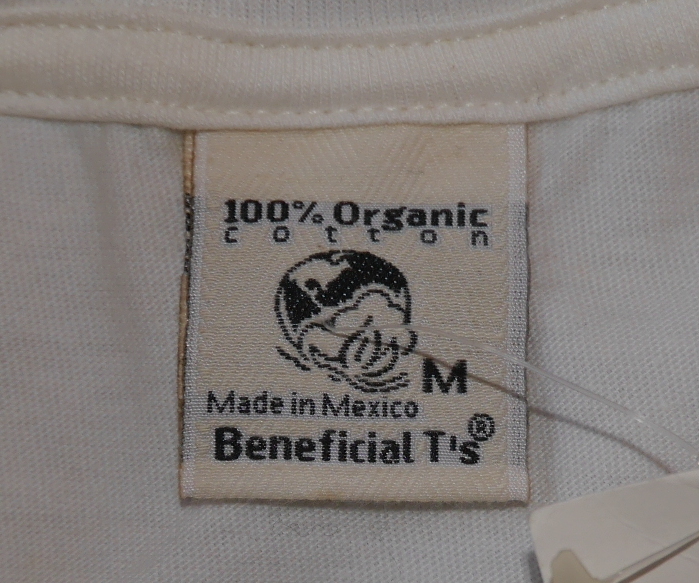 100% Organic
cotton
M
Made in Mexico
Beneficial T's®